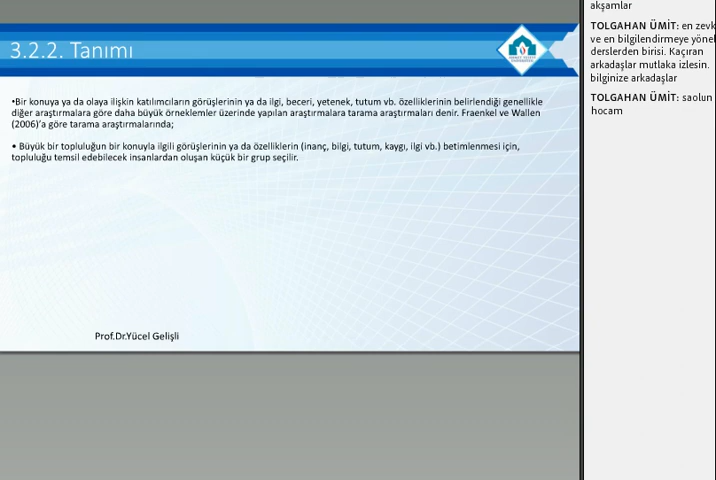 3.2.2. Tanımı
•Bir konuya ya da olaya ilişkin katılımcıların görüşlerinin ya da ilgi, beceri, yetenek, tutum vb. özelliklerinin belirlendiği genellikle
diğer araştırmalara göre daha büyük örneklemler üzerinde yapılan araştırmalara tarama araştırmaları denir. Fraenkel ve Wallen
(2006)'a göre tarama araştırmalarında;
• Büyük bir topluluğun bir konuyla ilgili görüşlerinin ya da özelliklerin (inanç, bilgi, tutum, kaygı, ilgi vb.) betimlenmesi için,
topluluğu temsil edebilecek insanlardan oluşan küçük bir grup seçilir.
Prof.Dr.Yücel Gelişli
akşamlar
TOLGAHAN ÜMİT: en zevk
ve en bilgilendirmeye yönel
derslerden birisi. Kaçıran
arkadaşlar mutlaka izlesin.
bilginize arkadaşlar
TOLGAHAN ÜMİT: saolun
hocam